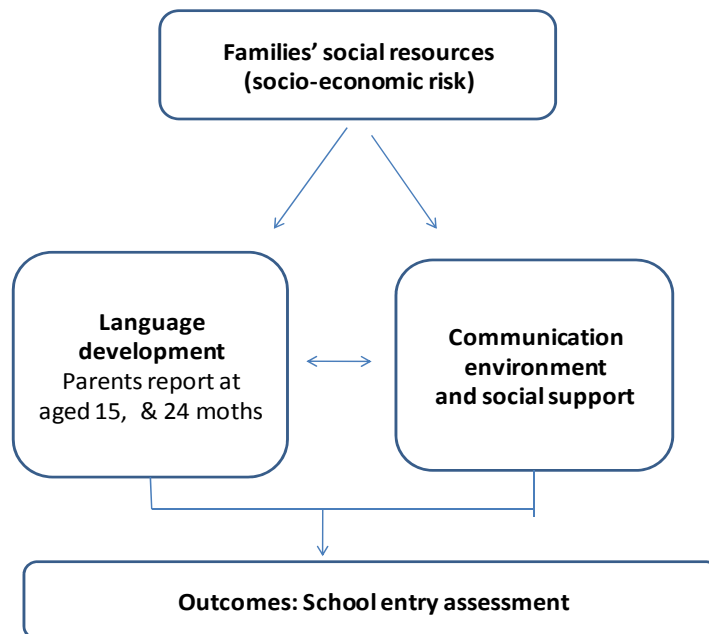 Families' social resources
(socio-economic risk)
Language
development
Parents report at
aged 15, & 24 moths
Communication
environment
and social support
Outcomes: School entry assessment